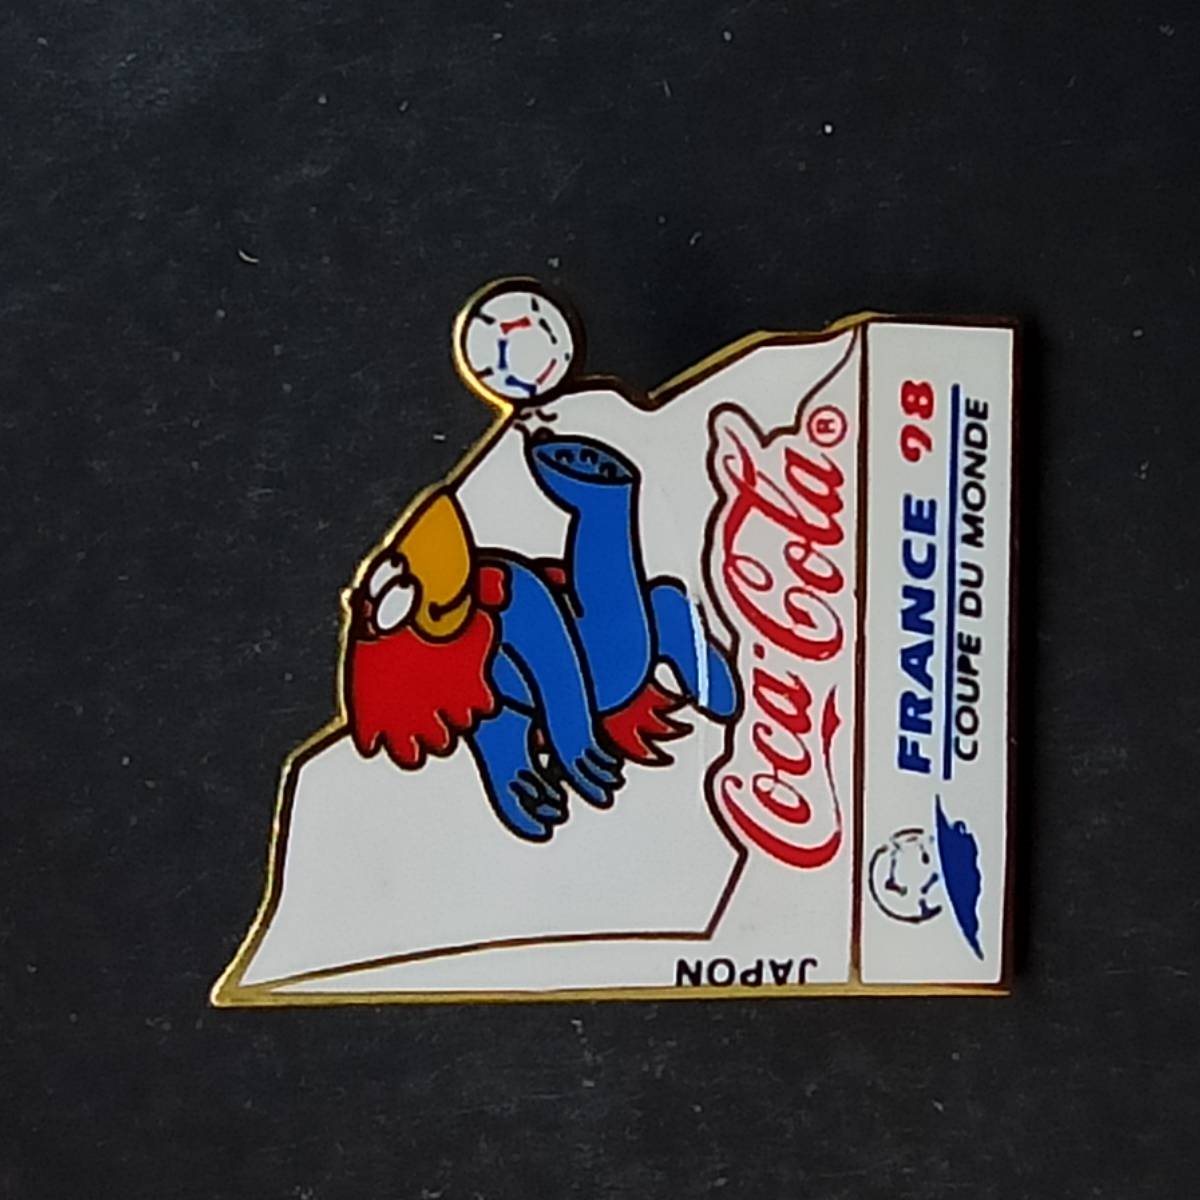 JAPON
Coca-Cola®
FRANCE 98
COUPE DU MONDE